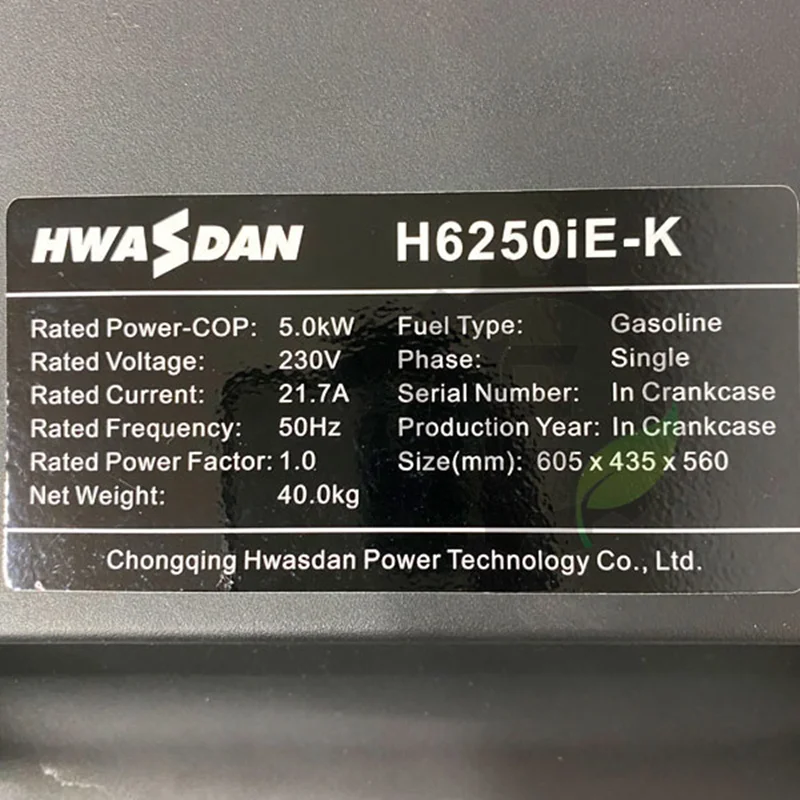 HWASDAN H6250iE-K
Rated Power-COP: 5.0kW Fuel Type: Gasoline
Rated Voltage: 230V Phase: Single
Rated Current: 21.7A Serial Number: In Crankcase
Rated Frequency: 50Hz Production Year: In Crankcase
Rated Power Factor: 1.0 Size(mm): 605 x 435 x 560
Net Weight: 40.0kg
Chongqing Hwasdan Power Technology Co., Ltd.